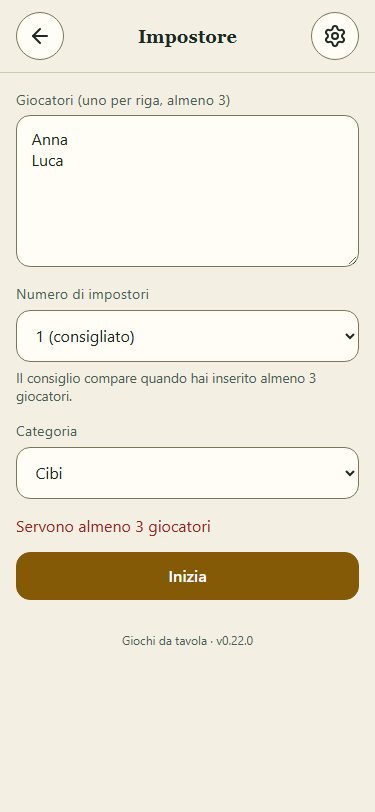 Impostore
Giocatori (uno per riga, almeno 3)
Anna
Luca
Numero di impostori
1 (consigliato)
Il consiglio compare quando hai inserito almeno 3
giocatori.
Categoria
Cibi
Servono almeno 3 giocatori
Inizia
Giochi da tavola · v0.22.0